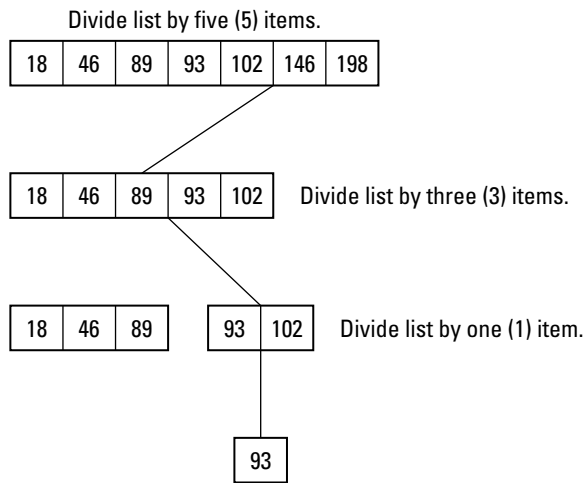 Divide list by five (5) items.
18 46 89 93 102 146 198
18 46 89 93 102 Divide list by three (3) items.
18 46 89 93 102 Divide list by one (1) item.
93